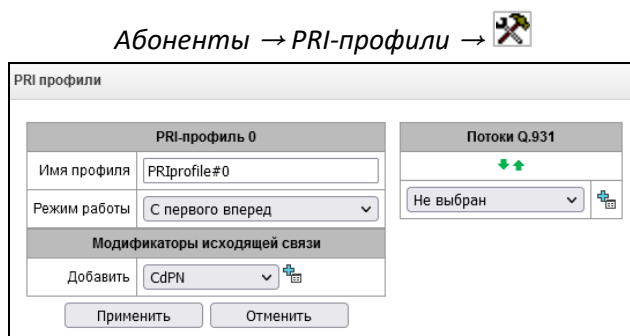 Абоненты → PRI-профили →
PRI профили
PRI-профиль 0
Имя профиля PRIprofile#0
Режим работы С первого вперед
Модификаторы исходящей связи
Добавить CdPN
Применить Отменить
Потоки Q.931
Не выбран